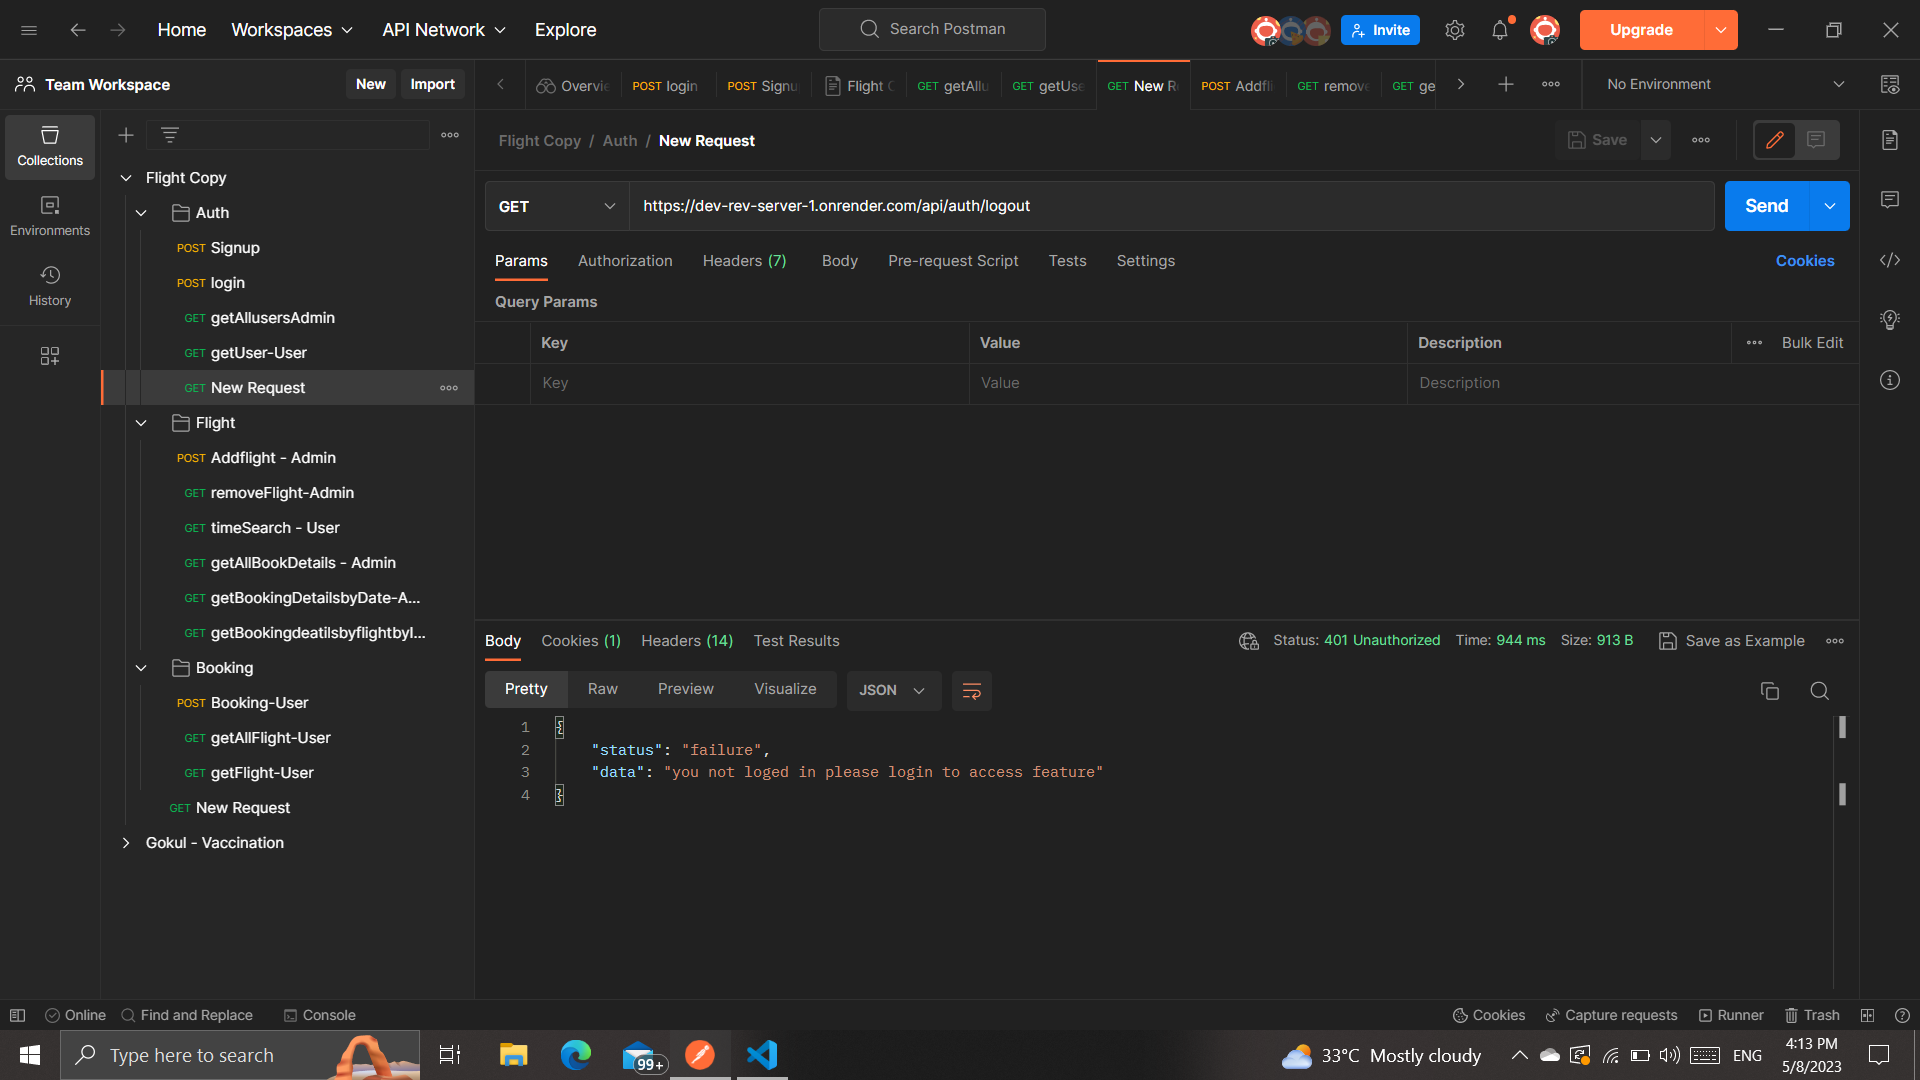 Home
Workspaces
API Network
Explore
Search Postman
Invite
Upgrade
Team Workspace
New
Import
Overvie
POST login
POST Signu
Flight C
GET getAllu
GET getUse
GET New R
POST Addfli
GET remove
GET ge
No Environment
Collections
Environments
History
Flight Copy
Auth
POST Signup
POST login
GET getAllusersAdmin
GET getUser-User
GET New Request
Flight
POST Addflight - Admin
GET removeFlight-Admin
GET timeSearch - User
GET getAllBookDetails - Admin
GET getBookingDetailsbyDate-A...
GET getBookingdeatilsbyflightbyI...
Booking
POST Booking-User
GET getAllFlight-User
GET getFlight-User
GET New Request
Gokul - Vaccination
Flight Copy / Auth / New Request
Save
GET
https://dev-rev-server-1.onrender.com/api/auth/logout
Send
Params
Authorization
Headers (7)
Body
Pre-request Script
Tests
Settings
Cookies
Query Params
Key
Value
Description
Bulk Edit
Key
Value
Description
Body
Cookies (1)
Headers (14)
Test Results
Status: 401 Unauthorized
Time: 944 ms
Size: 913 B
Save as Example
Pretty
Raw
Preview
Visualize
JSON
1 {
2 "status": "failure",
3 "data": "you not loged in please login to access feature"
4 }
Online
Find and Replace
Console
Cookies
Capture requests
Runner
Trash
Type here to search
99+
33°C Mostly cloudy
ENG
4:13 PM
5/8/2023